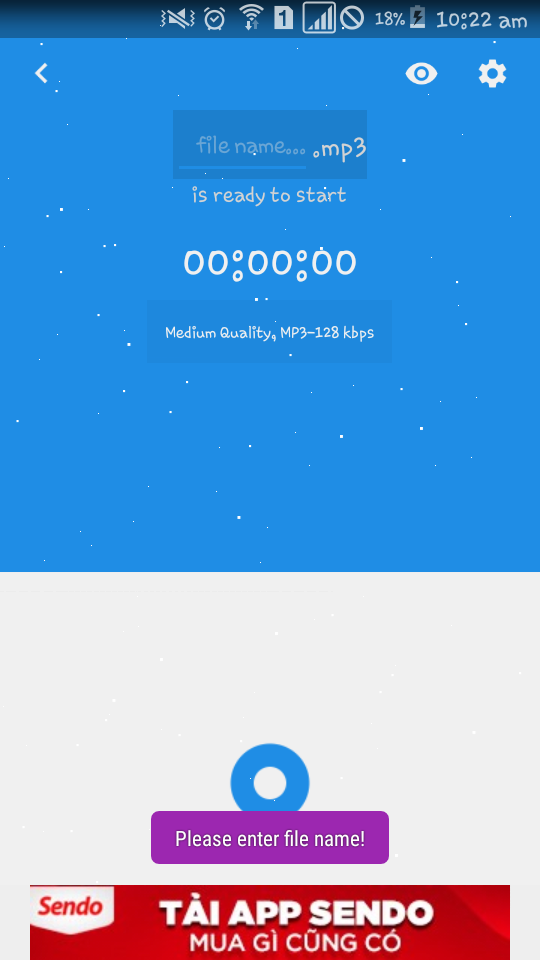 1 18% 10:22 am
file name... .mp3
is ready to start
00:00:00
Medium Quality, MP3-128 kbps
Please enter file name!
Sendo
TẢI APP SENDO
MUA GÌ CŨNG CÓ